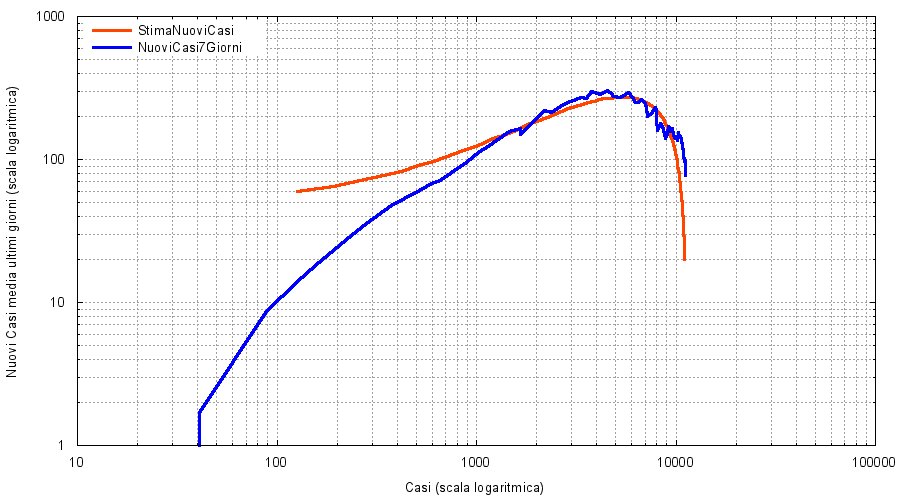 1000
StimaNuoviCasi
NuoviCasi7Giorni
100
10
1
Nuovi Casi media ultimi giorni (scala logaritmica)
10
100
1000
10000
100000
Casi (scala logaritmica)